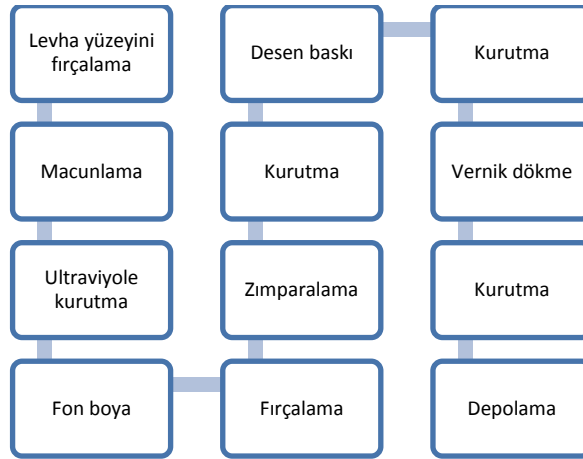 Levha yüzeyini
fırçalama
Macunlama
Ultraviyole
kurutma
Fon boya
Fırçalama
Zımparalama
Kurutma
Desen baskı
Kurutma
Vernik dökme
Kurutma
Depolama